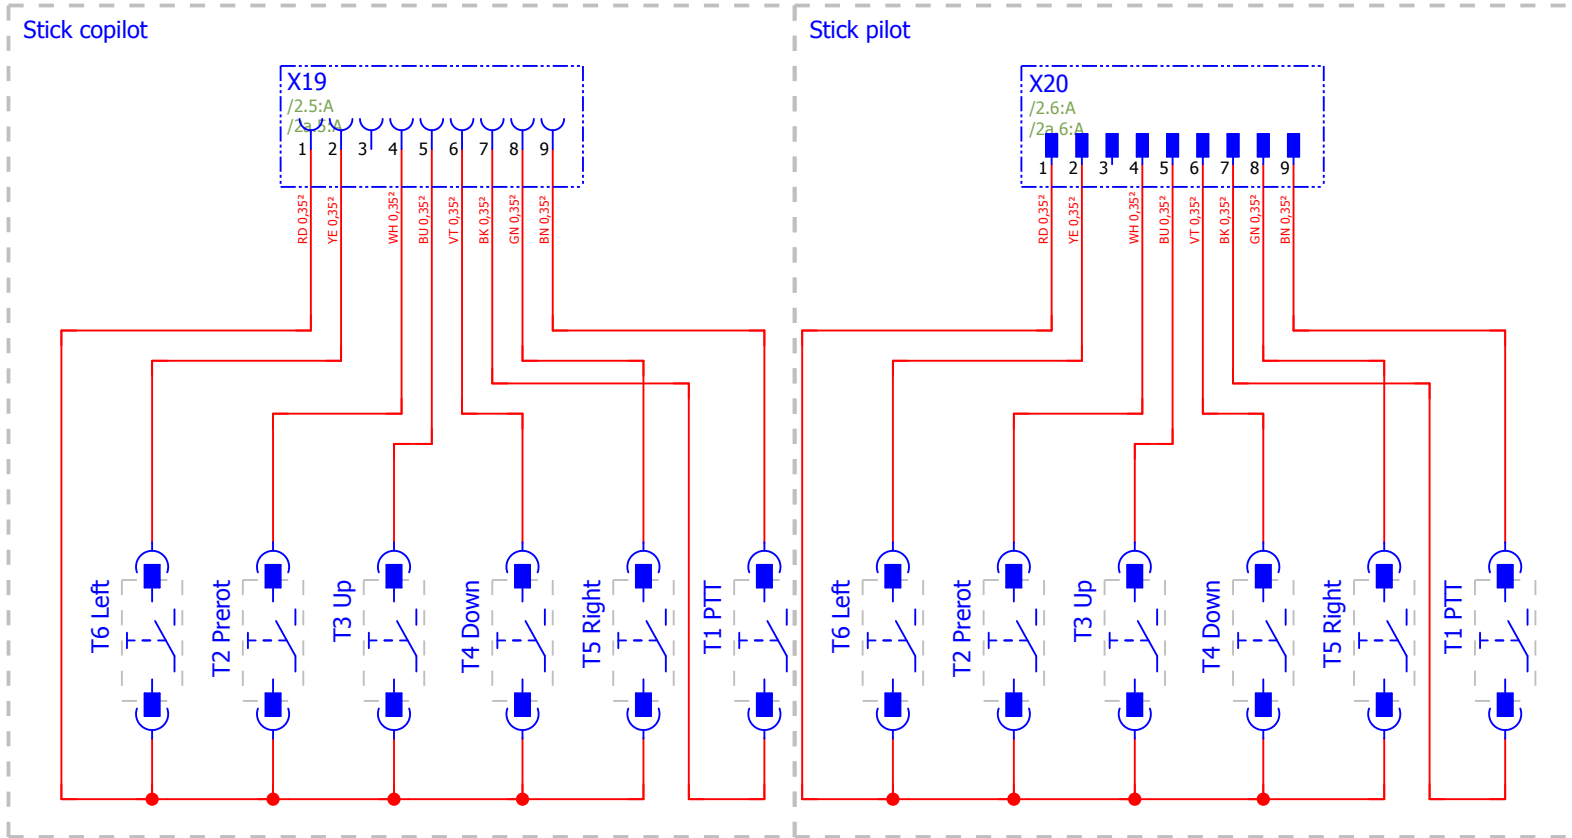 Stick copilot
Stick pilot
X19
/2.5:A
/2a.5:A
1 2 3 4 5 6 7 8 9
RD 0,35²
YE 0,35²
WH 0,35²
BU 0,35²
VT 0,35²
BK 0,35²
GN 0,35²
BN 0,35²
T6 Left
T2 Prerot
T3 Up
T4 Down
T5 Right
T1 PTT
X20
/2.6:A
/2a.6:A
1 2 3 4 5 6 7 8 9
RD 0,35²
YE 0,35²
WH 0,35²
BU 0,35²
VT 0,35²
BK 0,35²
GN 0,35²
BN 0,35²
T6 Left
T2 Prerot
T3 Up
T4 Down
T5 Right
T1 PTT